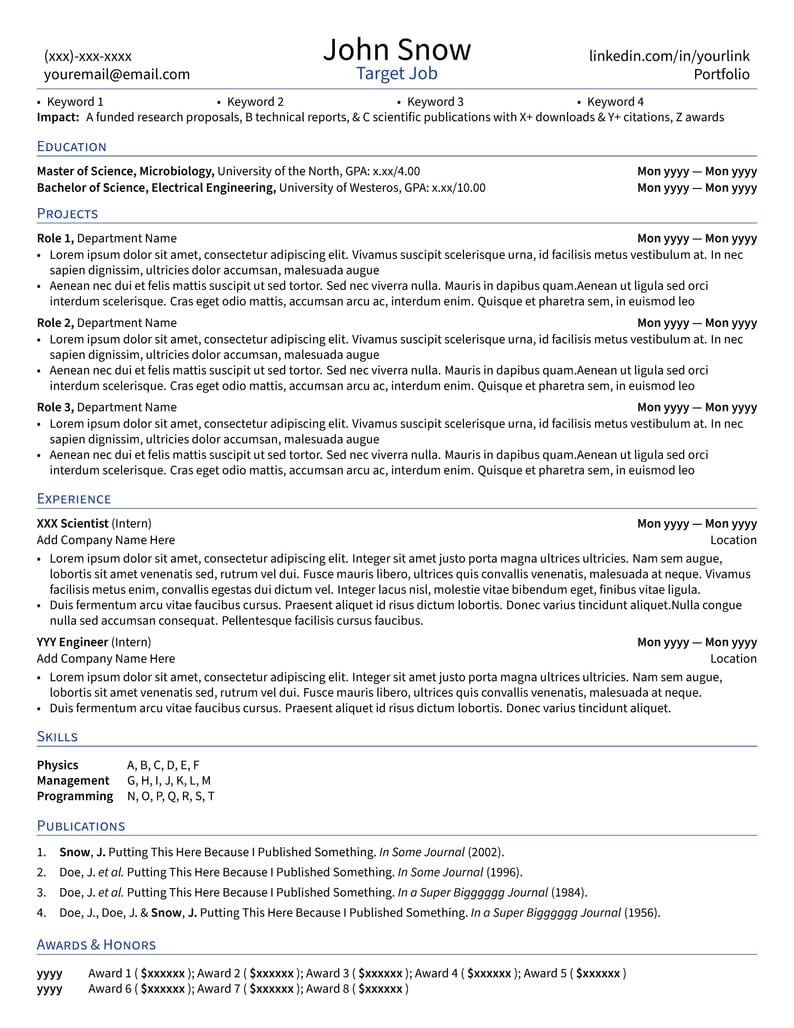 (xxx)-xxx-xxxx
John Snow
linkedin.com/in/yourlink
youremail@email.com
Target Job
Portfolio
• Keyword 1 • Keyword 2 • Keyword 3 • Keyword 4
Impact: A funded research proposals, B technical reports, & C scientific publications with X+ downloads & Y+ citations, Z awards
Education
Master of Science, Microbiology, University of the North, GPA: x.xx/4.00 Mon yyyy — Mon yyyy
Bachelor of Science, Electrical Engineering, University of Westeros, GPA: x.xx/10.00 Mon yyyy — Mon yyyy
Projects
Role 1, Department Name Mon yyyy — Mon yyyy
• Lorem ipsum dolor sit amet, consectetur adipiscing elit. Vivamus suscipit scelerisque urna, id facilisis metus vestibulum at. In nec
sapien dignissim, ultricies dolor accumsan, malesuada augue
• Aenean nec dui et felis mattis suscipit ut sed tortor. Sed nec viverra nulla. Mauris in dapibus quam.Aenean ut ligula sed orci
interdum scelerisque. Cras eget odio mattis, accumsan arcu ac, interdum enim. Quisque et pharetra sem, in euismod leo
Role 2, Department Name Mon yyyy — Mon yyyy
• Lorem ipsum dolor sit amet, consectetur adipiscing elit. Vivamus suscipit scelerisque urna, id facilisis metus vestibulum at. In nec
sapien dignissim, ultricies dolor accumsan, malesuada augue
• Aenean nec dui et felis mattis suscipit ut sed tortor. Sed nec viverra nulla. Mauris in dapibus quam.Aenean ut ligula sed orci
interdum scelerisque. Cras eget odio mattis, accumsan arcu ac, interdum enim. Quisque et pharetra sem, in euismod leo
Role 3, Department Name Mon yyyy — Mon yyyy
• Lorem ipsum dolor sit amet, consectetur adipiscing elit. Vivamus suscipit scelerisque urna, id facilisis metus vestibulum at. In nec
sapien dignissim, ultricies dolor accumsan, malesuada augue
• Aenean nec dui et felis mattis suscipit ut sed tortor. Sed nec viverra nulla. Mauris in dapibus quam.Aenean ut ligula sed orci
interdum scelerisque. Cras eget odio mattis, accumsan arcu ac, interdum enim. Quisque et pharetra sem, in euismod leo
Experience
XXX Scientist (Intern) Mon yyyy — Mon yyyy
Add Company Name Here Location
• Lorem ipsum dolor sit amet, consectetur adipiscing elit. Integer sit amet justo porta magna ultrices ultricies. Nam sem augue,
lobortis sit amet venenatis sed, rutrum vel dui. Fusce mauris libero, ultrices quis convallis venenatis, malesuada at neque. Vivamus
facilisis metus enim, convallis egestas dui dictum vel. Integer lacus nisl, molestie vitae bibendum eget, finibus vitae ligula.
• Duis fermentum arcu vitae faucibus cursus. Praesent aliquet id risus dictum lobortis. Donec varius tincidunt aliquet.Nulla congue
nulla sed accumsan consequat. Pellentesque facilisis cursus faucibus.
YYY Engineer (Intern) Mon yyyy — Mon yyyy
Add Company Name Here Location
• Lorem ipsum dolor sit amet, consectetur adipiscing elit. Integer sit amet justo porta magna ultrices ultricies. Nam sem augue,
lobortis sit amet venenatis sed, rutrum vel dui. Fusce mauris libero, ultrices quis convallis venenatis, malesuada at neque.
• Duis fermentum arcu vitae faucibus cursus. Praesent aliquet id risus dictum lobortis. Donec varius tincidunt aliquet.
Skills
Physics A, B, C, D, E, F
Management G, H, I, J, K, L, M
Programming N, O, P, Q, R, S, T
Publications
1. Snow, J. Putting This Here Because I Published Something. In Some Journal (2002).
2. Doe, J. et al. Putting This Here Because I Published Something. In Some Journal (1996).
3. Doe, J. et al. Putting This Here Because I Published Something. In a Super Bigggggg Journal (1984).
4. Doe, J., Doe, J. & Snow, J. Putting This Here Because I Published Something. In a Super Bigggggg Journal (1956).
Awards & Honors
yyyy Award 1 ( $xxxxxx ); Award 2 ( $xxxxxx ); Award 3 ( $xxxxxx ); Award 4 ( $xxxxxx ); Award 5 ( $xxxxxx )
yyyy Award 6 ( $xxxxxx ); Award 7 ( $xxxxxx ); Award 8 ( $xxxxxx )